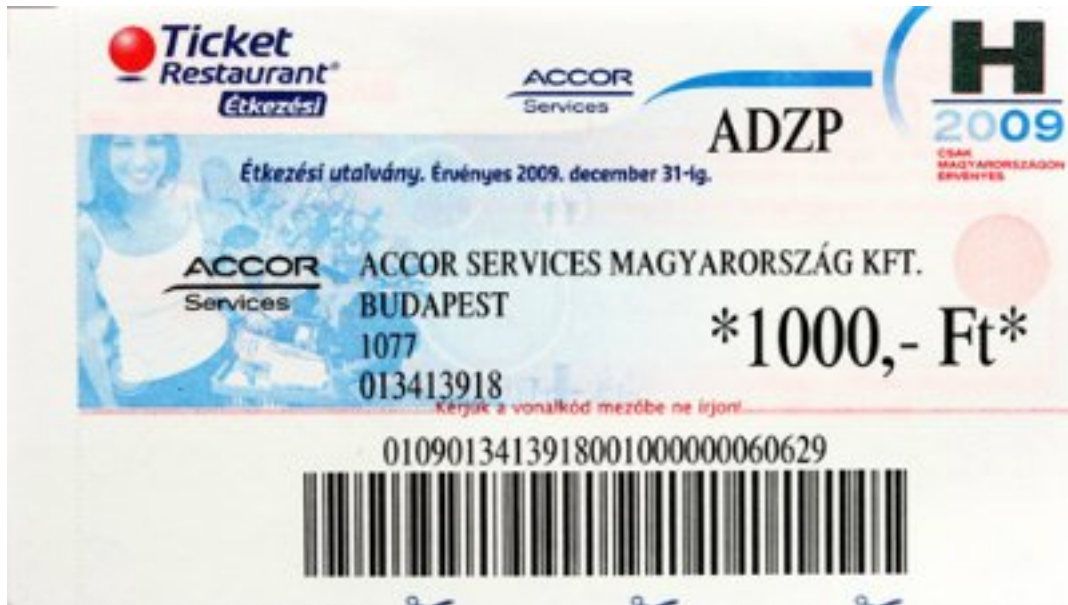 Ticket
Restaurant®
Étkezési
ACCOR
Services
ADZP
H
2009
CSAK
MAGYARORSZÁGON
ÉRVÉNYES
Étkezési utalvány. Érvényes 2009. december 31-ig.
ACCOR
Services
ACCOR SERVICES MAGYARORSZÁG KFT.
BUDAPEST
1077
013413918
*1000,- Ft*
Kérjük a vonalkód mezőbe ne írjon!
010901341391800100000060629